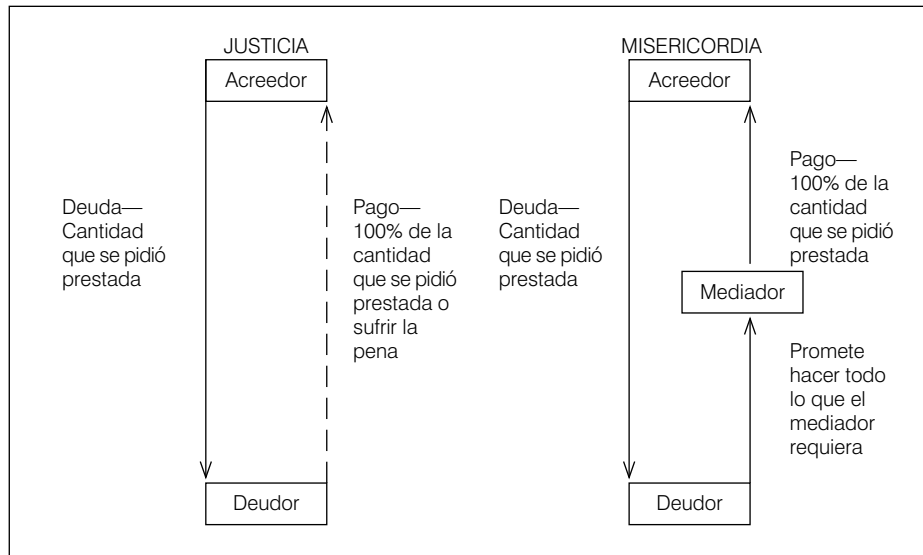 JUSTICIA
Acreedor
Deuda—
Cantidad
que se pidió
prestada
Pago—
100% de la
cantidad
que se pidió
prestada o
sufrir la
pena
Deudor
MISERICORDIA
Acreedor
Deuda—
Cantidad
que se pidió
prestada
Pago—
100% de la
cantidad
que se pidió
prestada
Mediador
Promete
hacer todo
lo que el
mediador
requiera
Deudor